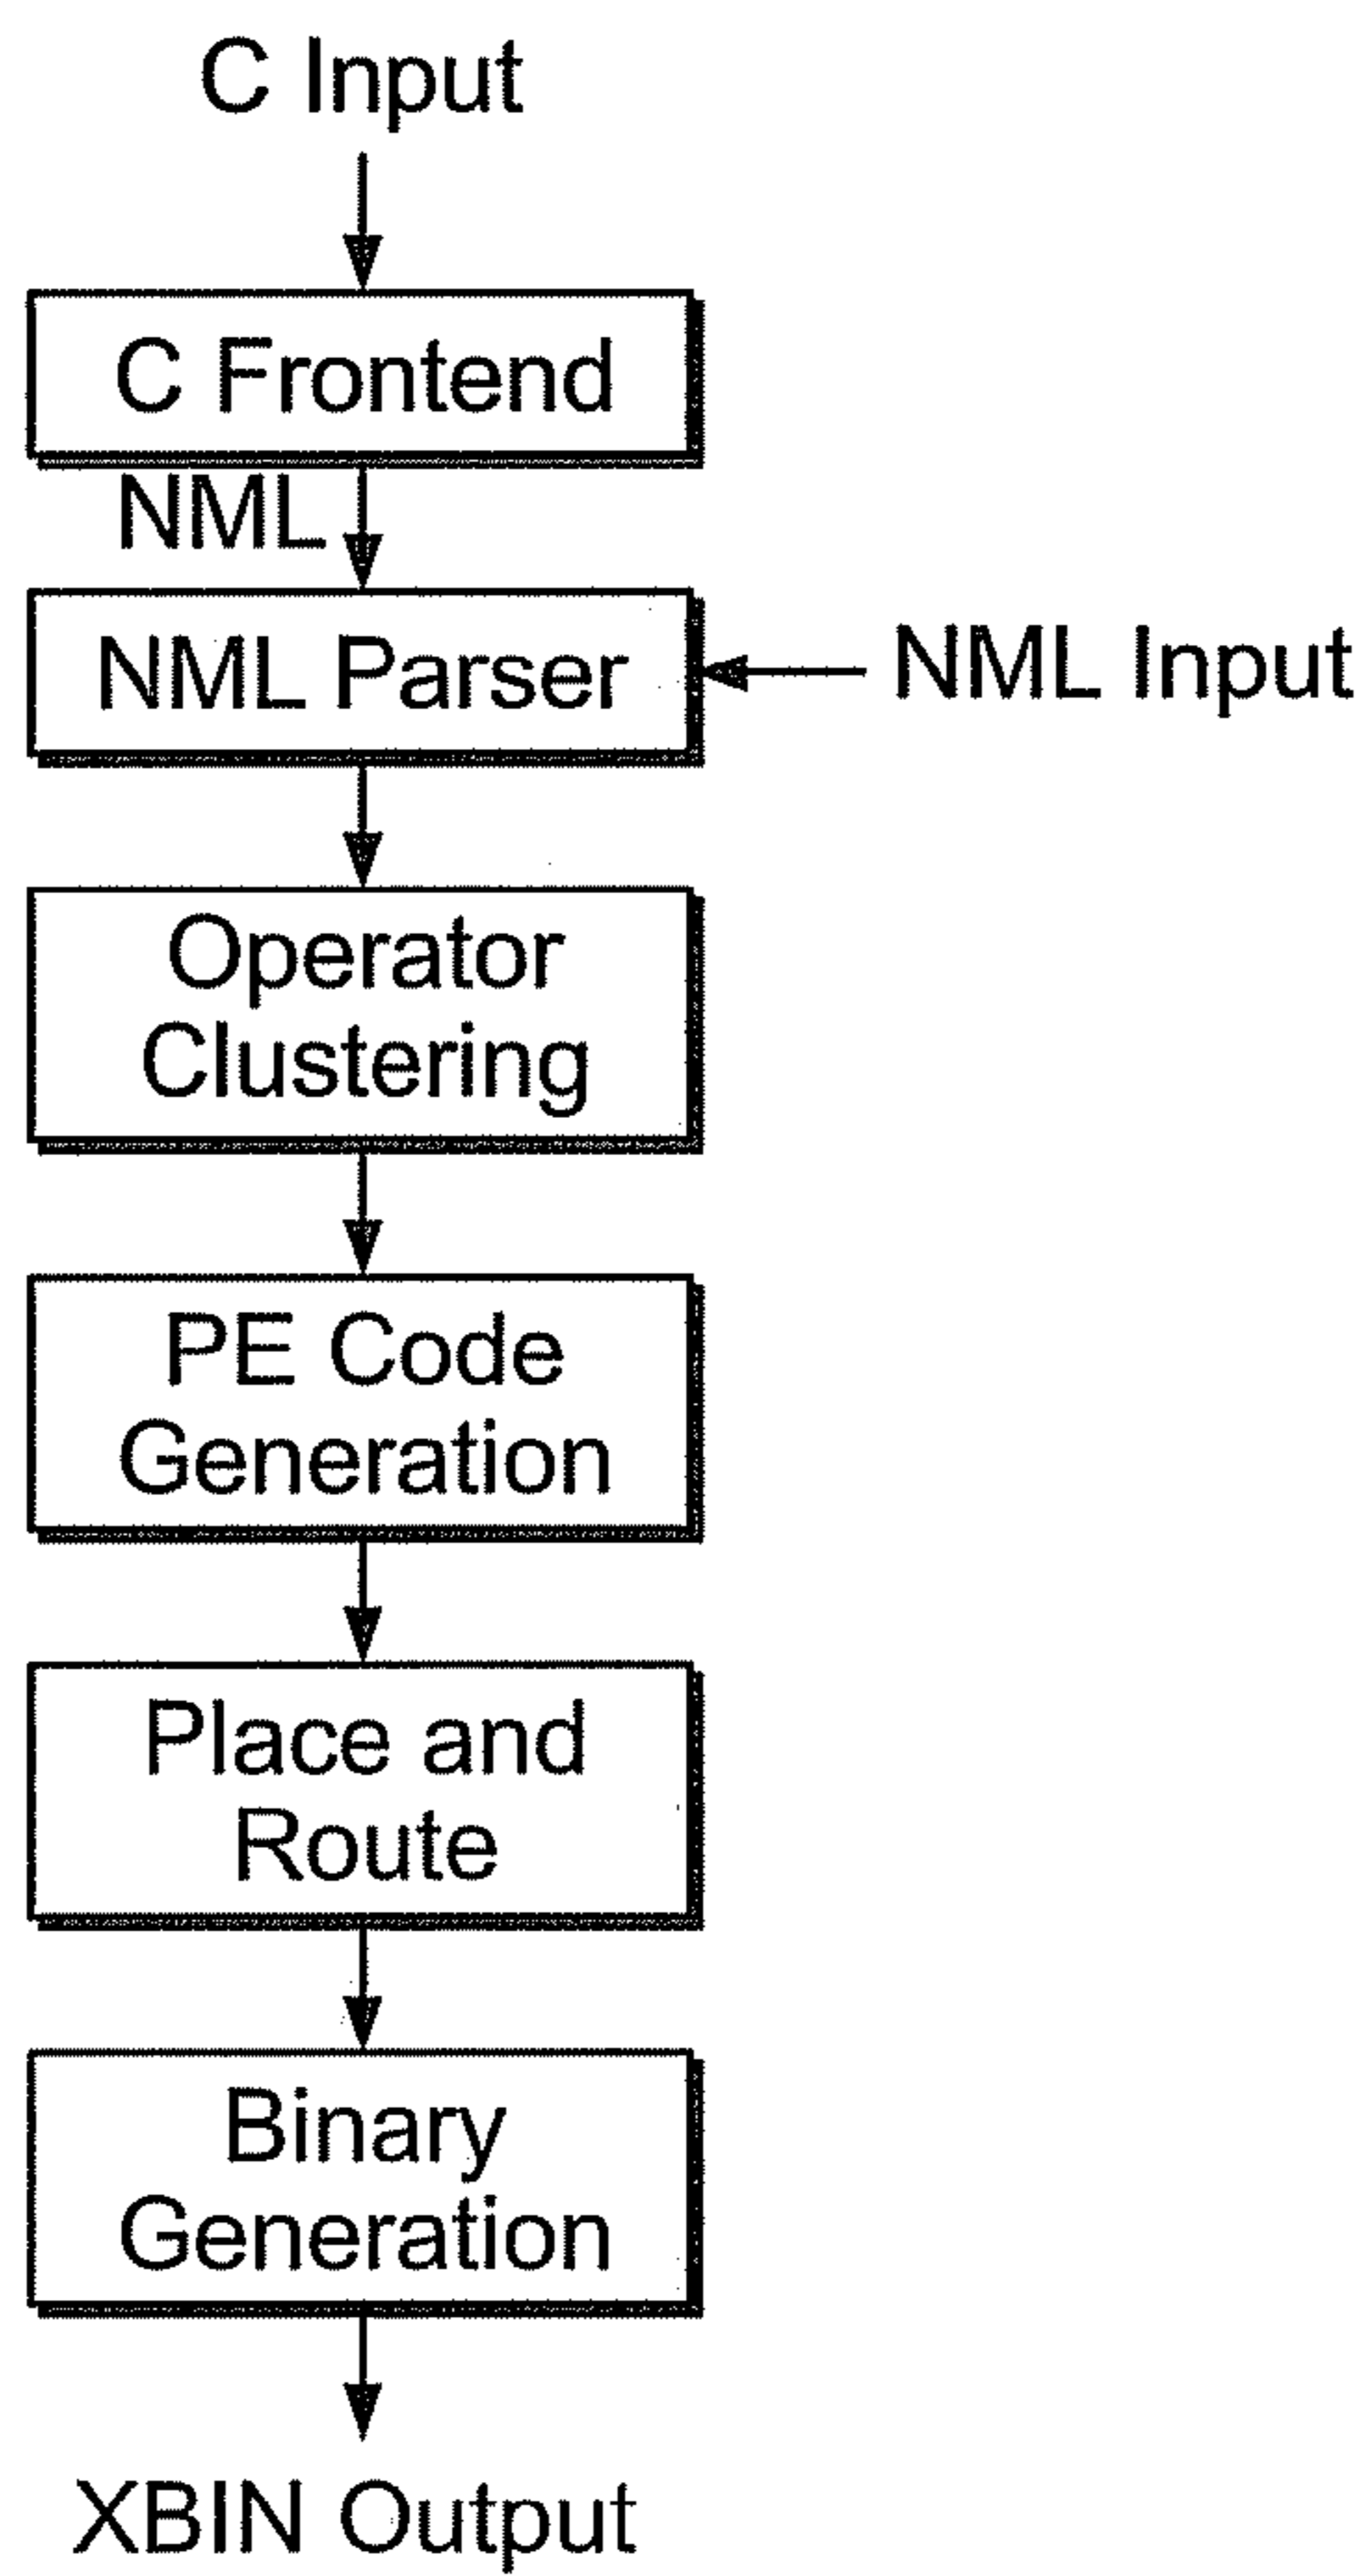 C Input
C Frontend
NML
NML Parser
NML Input
Operator
Clustering
PE Code
Generation
Place and
Route
Binary
Generation
XBIN Output